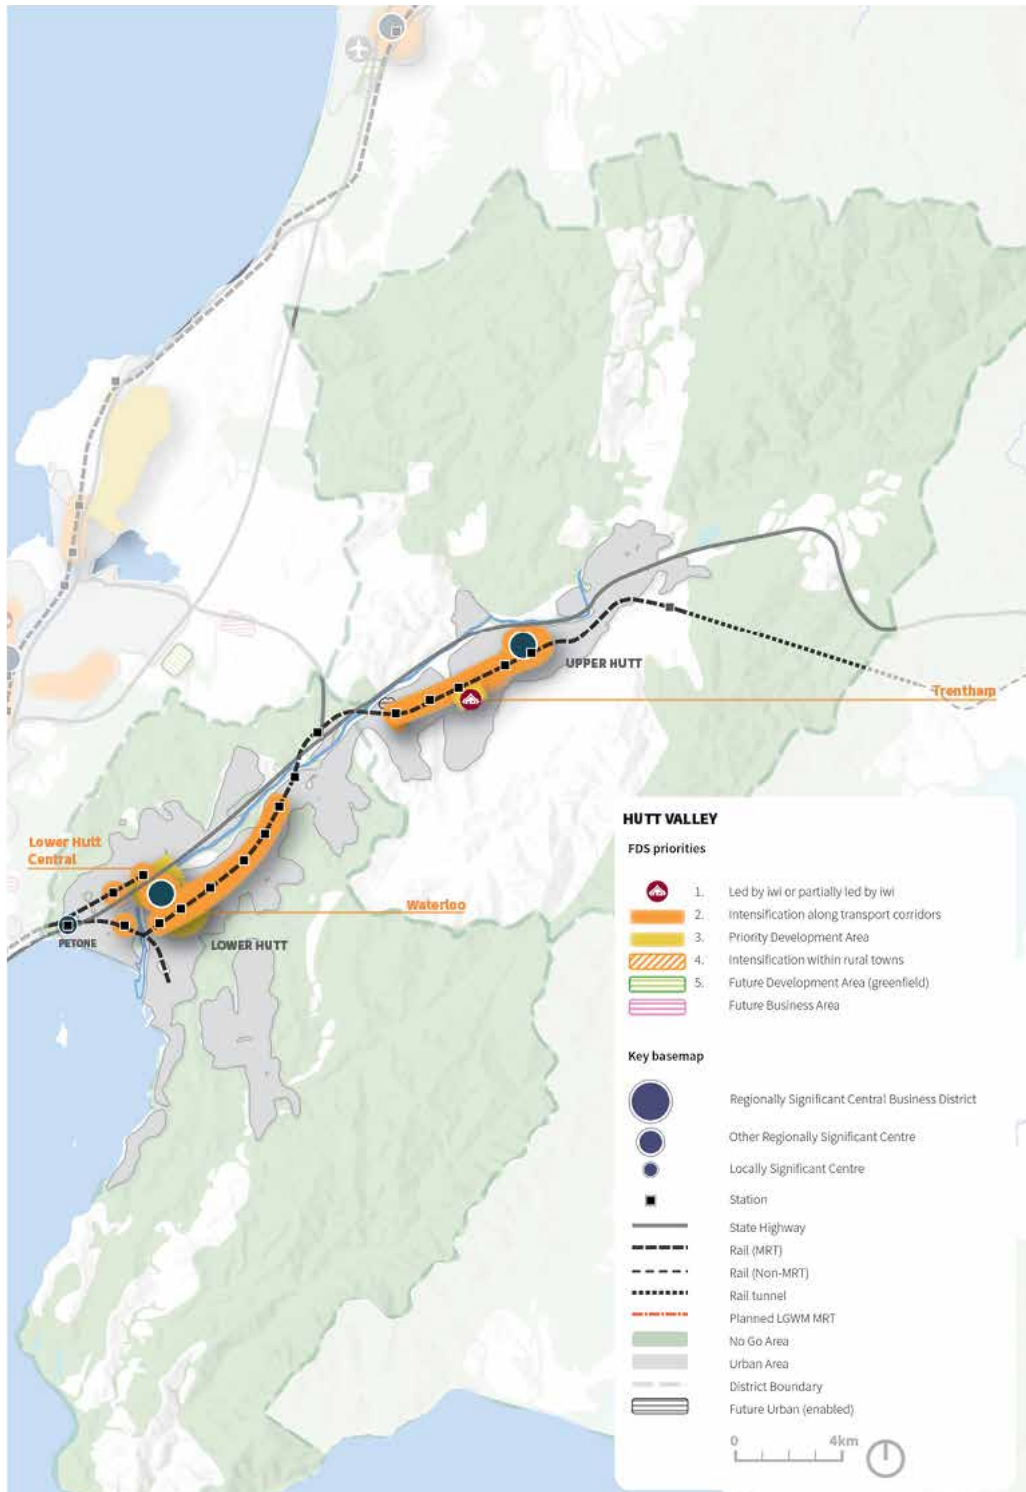 UPPER HUTT
Trentham
Lower Hutt
Central
Waterloo
PETONE
LOWER HUTT
HUTT VALLEY
FDS priorities
1. Led by iwi or partially led by iwi
2. Intensification along transport corridors
3. Priority Development Area
4. Intensification within rural towns
5. Future Development Area (greenfield)
Future Business Area
Key basemap
Regionally Significant Central Business District
Other Regionally Significant Centre
Locally Significant Centre
Station
State Highway
Rail (MRT)
Rail (Non-MRT)
Rail tunnel
Planned LGWM MRT
No Go Area
Urban Area
District Boundary
Future Urban (enabled)
0 4km